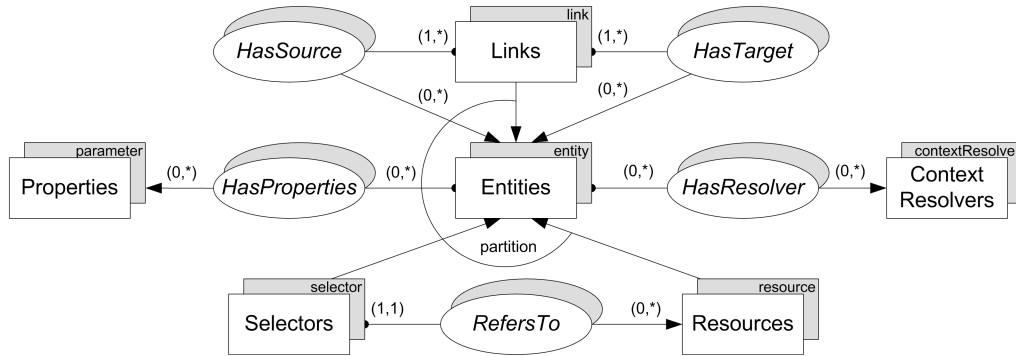 link
HasSource
(1,*)
Links
(1,*)
HasTarget
(0,*)
(0,*)
parameter
entity
contextResolve
Properties
(0,*)
HasProperties
(0,*)
Entities
(0,*)
HasResolver
(0,*)
Context
Resolvers
partition
selector
resource
Selectors
(1,1)
RefersTo
(0,*)
Resources